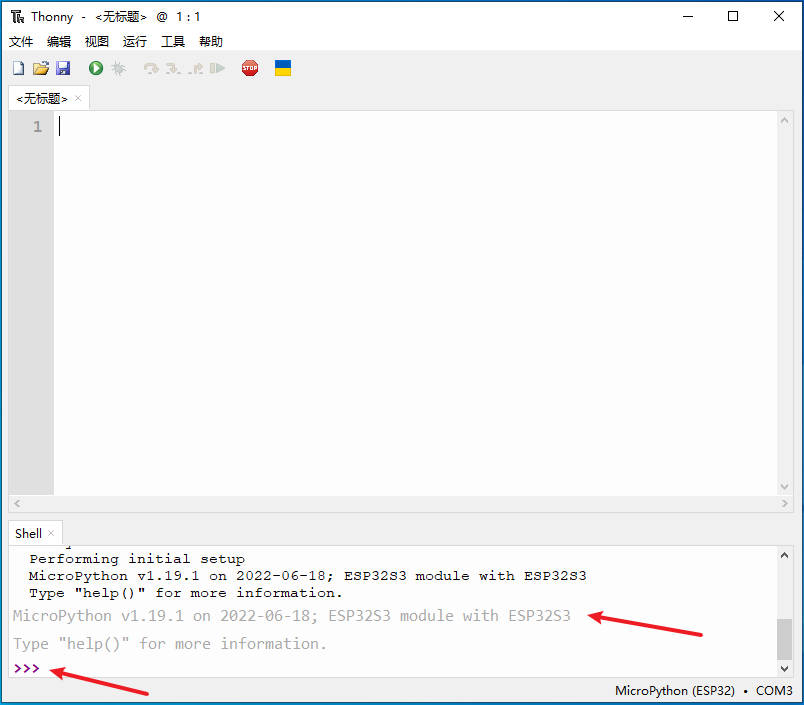 Thonny - <无标题> @ 1 : 1
文件 编辑 视图 运行 工具 帮助
STOP
<无标题> ×
1
Shell ×
Performing initial setup
MicroPython v1.19.1 on 2022-06-18; ESP32S3 module with ESP32S3
Type "help()" for more information.
MicroPython v1.19.1 on 2022-06-18; ESP32S3 module with ESP32S3
Type "help()" for more information.
>>>
MicroPython (ESP32) • COM3